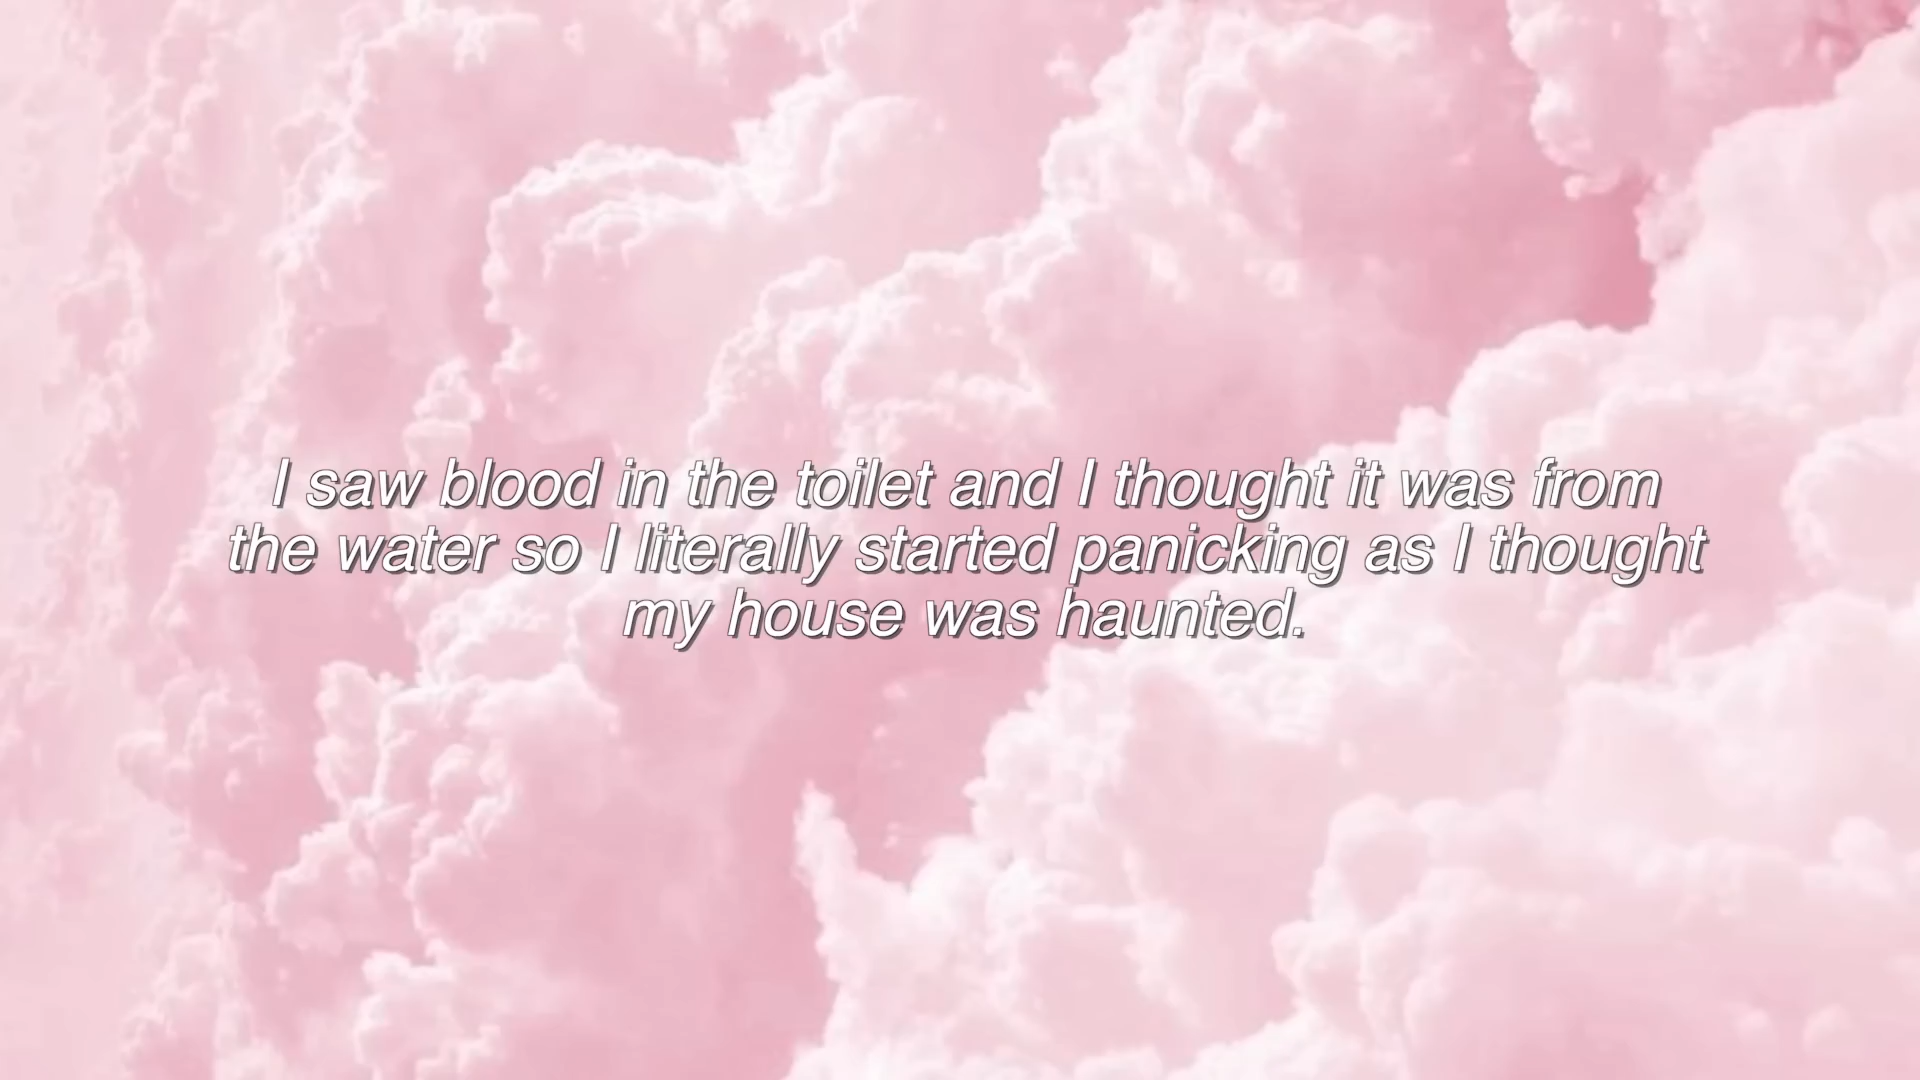 I saw blood in the toilet and I thought it was from
the water so I literally started panicking as I thought
my house was haunted.